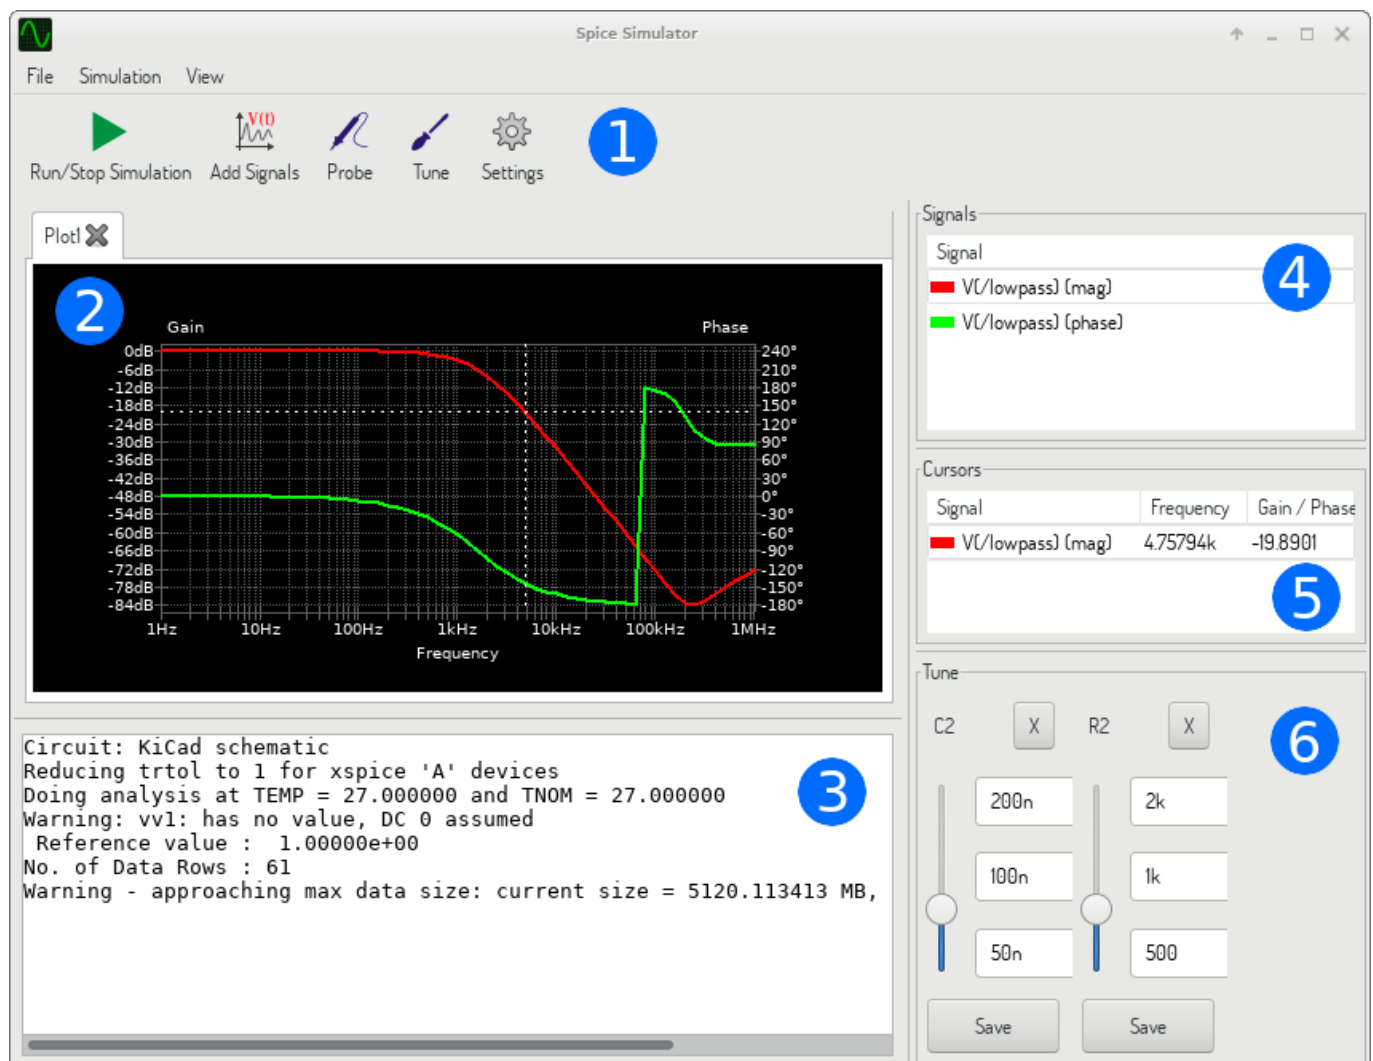 Spice Simulator
File Simulation View
Run/Stop Simulation Add Signals Probe Tune Settings
1
Plot1
2
Gain Phase
0dB
-6dB
-12dB
-18dB
-24dB
-30dB
-36dB
-42dB
-48dB
-54dB
-60dB
-66dB
-72dB
-78dB
-84dB
240°
210°
180°
150°
120°
90°
60°
30°
0°
-30°
-60°
-90°
-120°
-150°
-180°
1Hz 10Hz 100Hz 1kHz 10kHz 100kHz 1MHz
Frequency
Circuit: KiCad schematic
Reducing trtol to 1 for xspice 'A' devices
Doing analysis at TEMP = 27.000000 and TNOM = 27.000000
Warning: vv1: has no value, DC 0 assumed
Reference value : 1.00000e+00
No. of Data Rows : 61
Warning - approaching max data size: current size = 5120.113413 MB,
3
Signals
Signal
V(/lowpass) (mag)
V(/lowpass) (phase)
4
Cursors
Signal Frequency Gain / Phase
V(/lowpass) (mag) 4.75794k -19.8901
5
Tune
C2 X R2 X
6
200n 2k
100n 1k
50n 500
Save Save
V(t)